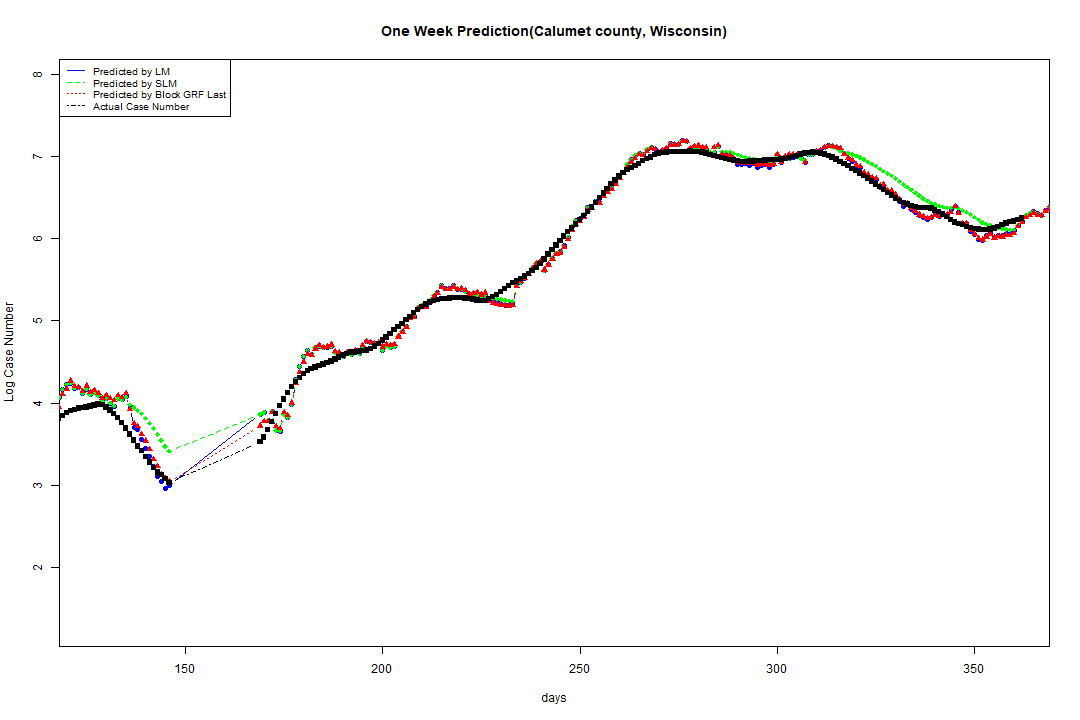 One Week Prediction(Calumet county, Wisconsin)
Predicted by LM
Predicted by SLM
Predicted by Block GRF Last
Actual Case Number
8
7
6
5
4
3
2
Log Case Number
150 200 250 300 350
days